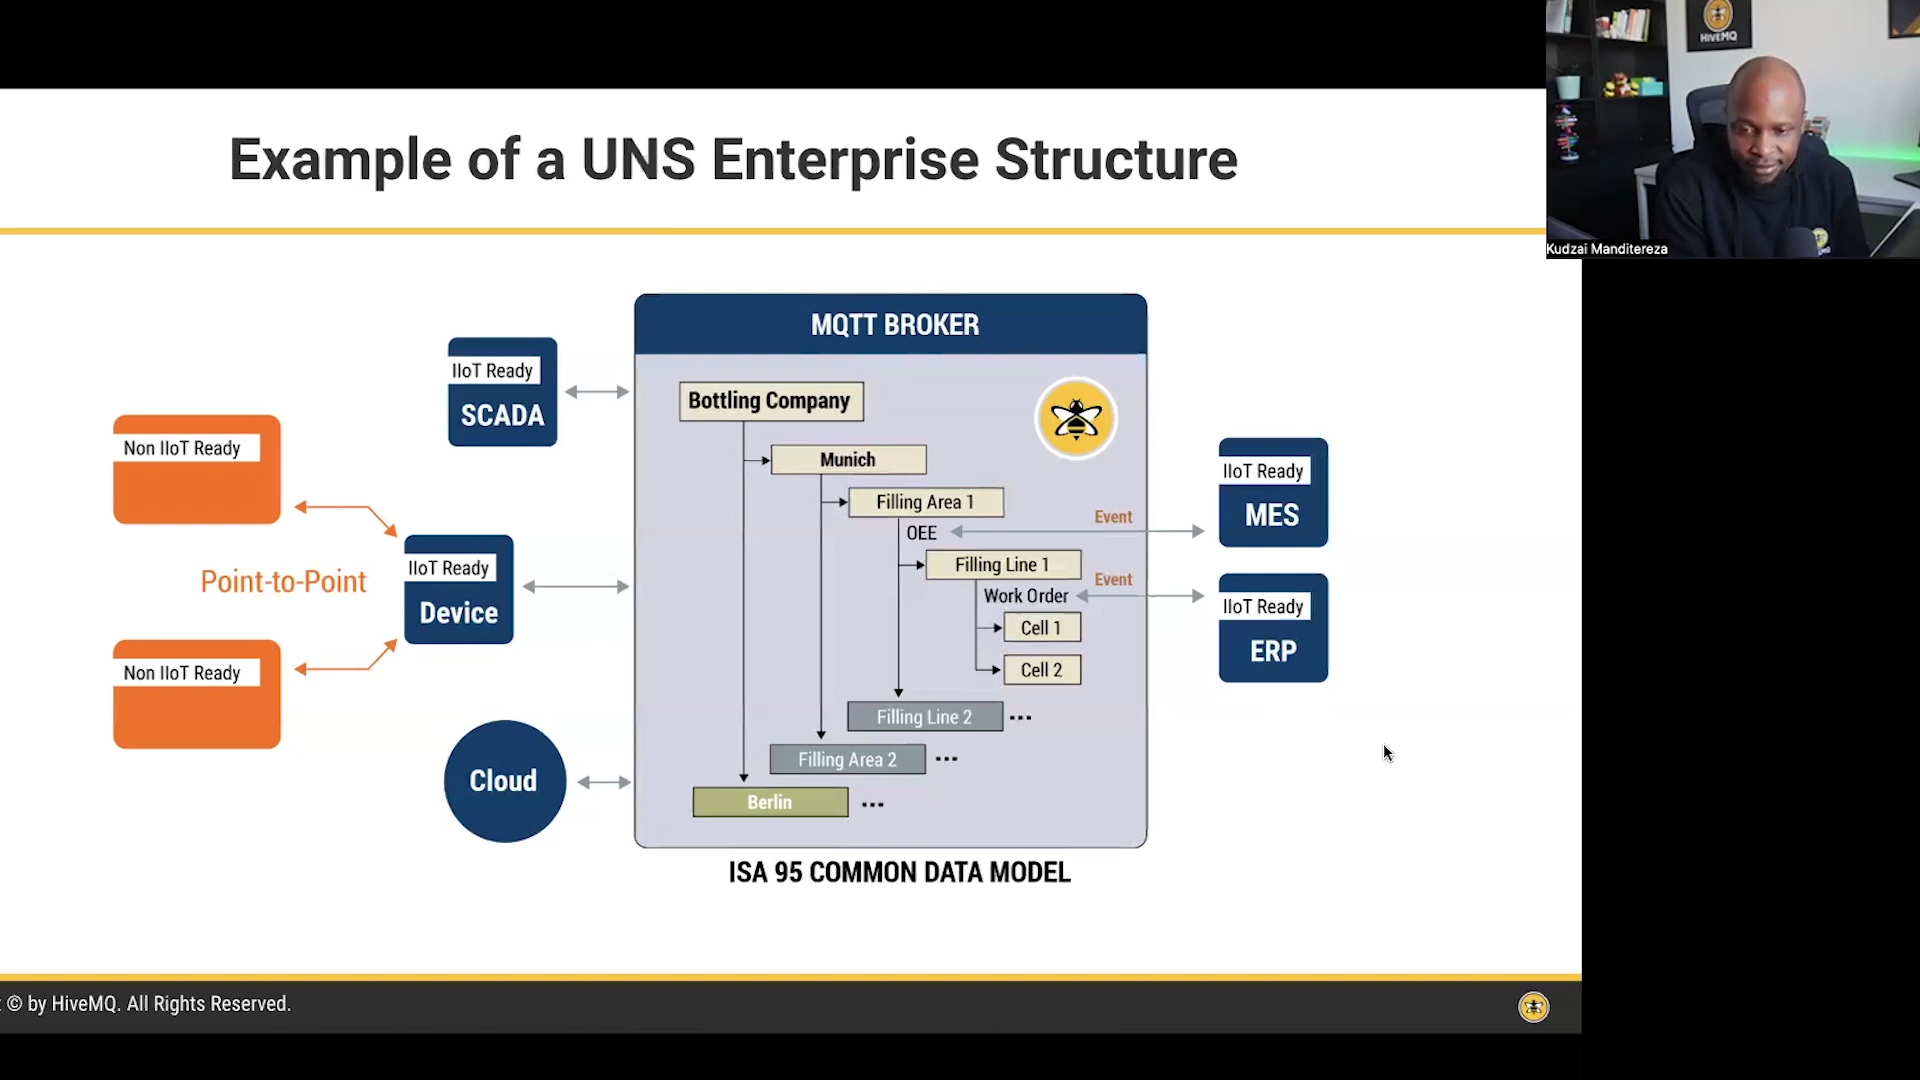 HIVEMQ
Kudzai Manditereza
Example of a UNS Enterprise Structure
MQTT BROKER
IIoT Ready
SCADA
Bottling Company
Munich
Filling Area 1
OEE
Event
Filling Line 1
Event
Work Order
Cell 1
Cell 2
Filling Line 2 ...
Filling Area 2 ...
Berlin ...
Non IIoT Ready
Point-to-Point
IIoT Ready
Device
Non IIoT Ready
Cloud
IIoT Ready
MES
IIoT Ready
ERP
ISA 95 COMMON DATA MODEL
© by HiveMQ. All Rights Reserved.